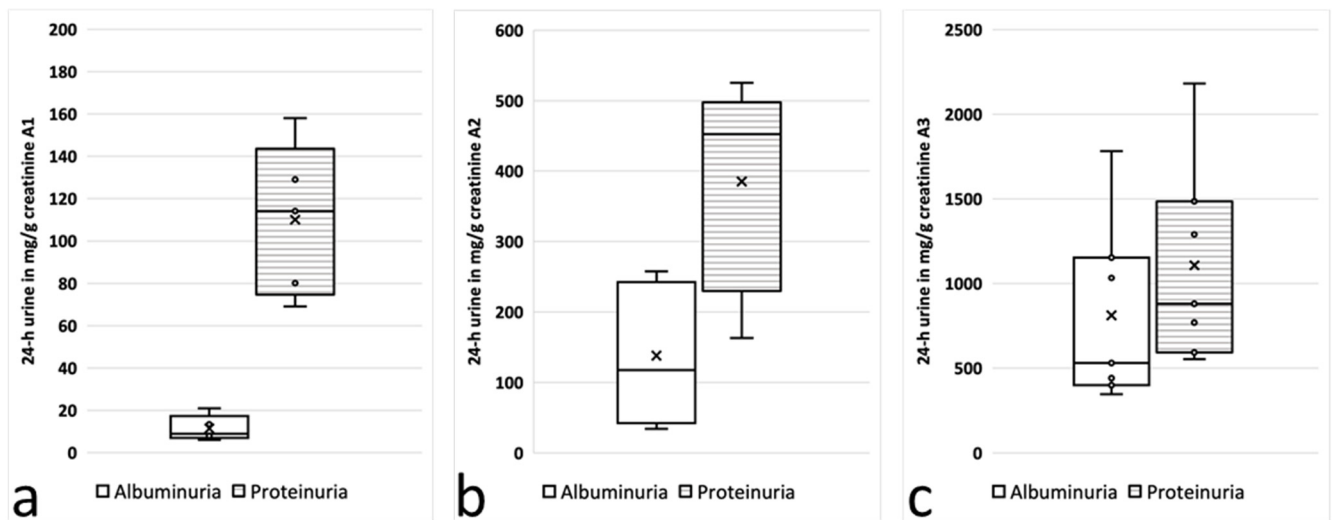 24-h urine in mg/g creatinine A1
200
180
160
140
120
100
80
60
40
20
0
Albuminuria Proteinuria
a
24-h urine in mg/g creatinine A2
600
500
400
300
200
100
0
Albuminuria Proteinuria
b
24-h urine in mg/g creatinine A3
2500
2000
1500
1000
500
0
Albuminuria Proteinuria
c